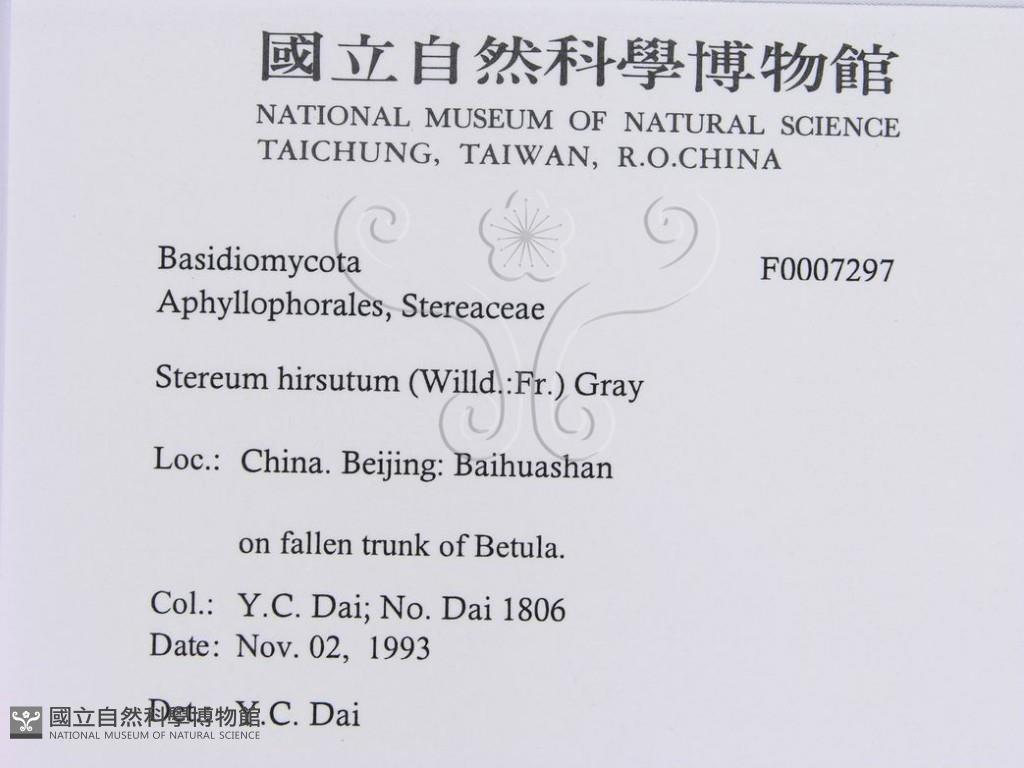 國立自然科學博物館
NATIONAL MUSEUM OF NATURAL SCIENCE
TAICHUNG, TAIWAN, R.O.CHINA
Basidiomycota F0007297
Aphyllophorales, Stereaceae
Stereum hirsutum (Willd.:Fr.) Gray
Loc.: China. Beijing: Baihuashan
on fallen trunk of Betula.
Col.: Y.C. Dai; No. Dai 1806
Date: Nov. 02, 1993
Det.: Y.C. Dai
國立自然科學博物館
NATIONAL MUSEUM OF NATURAL SCIENCE